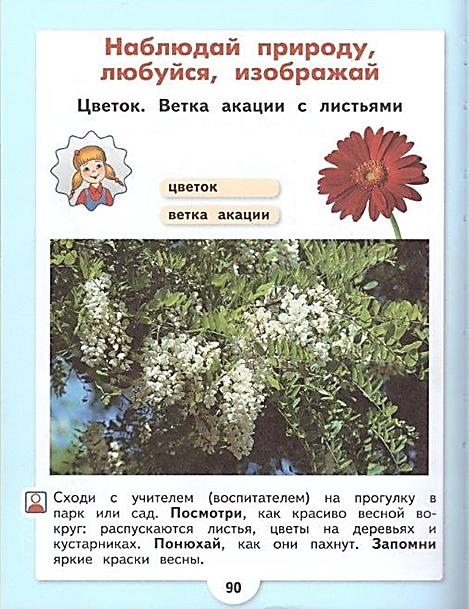 Наблюдай природу,
любуйся, изображай
Цветок. Ветка акации с листьями
цветок
ветка акации
Сходи с учителем (воспитателем) на прогулку в
парк или сад. Посмотри, как красиво весной во-
круг: распускаются листья, цветы на деревьях и
кустарниках. Понюхай, как они пахнут. Запомни
яркие краски весны.
90